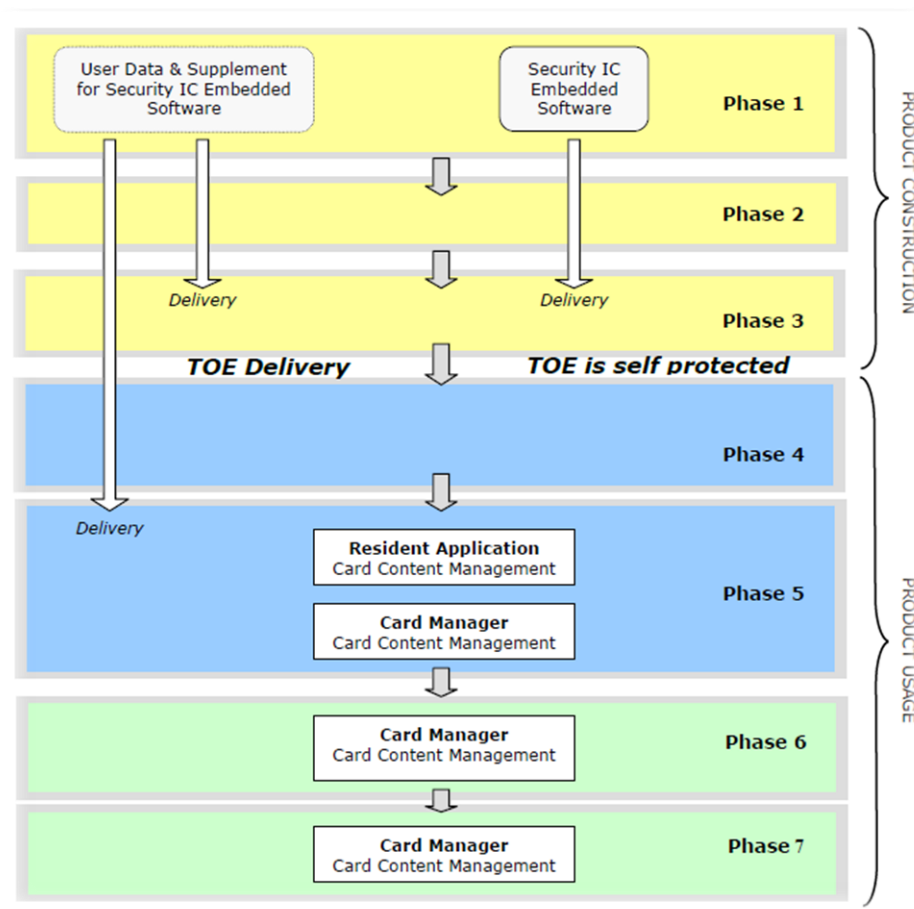 User Data & Supplement
for Security IC Embedded
Software
Security IC
Embedded
Software
Phase 1
Phase 2
Delivery
Delivery
Phase 3
TOE Delivery
TOE is self protected
Phase 4
Delivery
Resident Application
Card Content Management
Phase 5
Card Manager
Card Content Management
Card Manager
Card Content Management
Phase 6
Card Manager
Card Content Management
Phase 7
PRODUCT CONSTRUCTION
PRODUCT USAGE